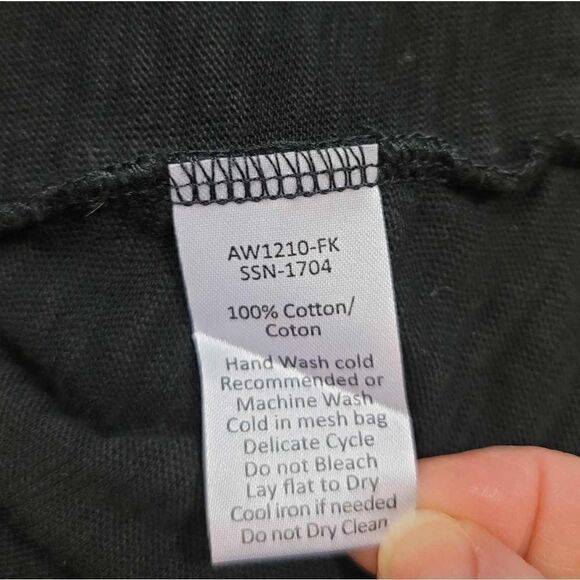 AW1210-FK
SSN-1704
100% Cotton/
Coton
Hand Wash cold
Recommended or
Machine Wash
Cold in mesh bag
Delicate Cycle
Do not Bleach
Lay flat to Dry
Cool iron if needed
Do not Dry Clean